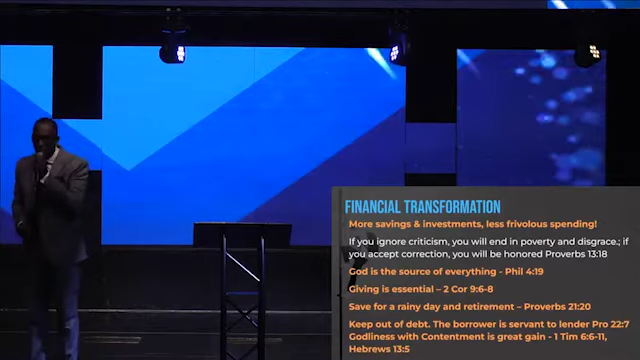 FINANCIAL TRANSFORMATION
More savings & investments, less frivolous spending!
If you ignore criticism, you will end in poverty and disgrace.; if
you accept correction, you will be honored Proverbs 13:18
God is the source of everything - Phil 4:19
Giving is essential – 2 Cor 9:6-8
Save for a rainy day and retirement – Proverbs 21:20
Keep out of debt. The borrower is servant to lender Pro 22:7
Godliness with Contentment is great gain - 1 Tim 6:6-11,
Hebrews 13:5